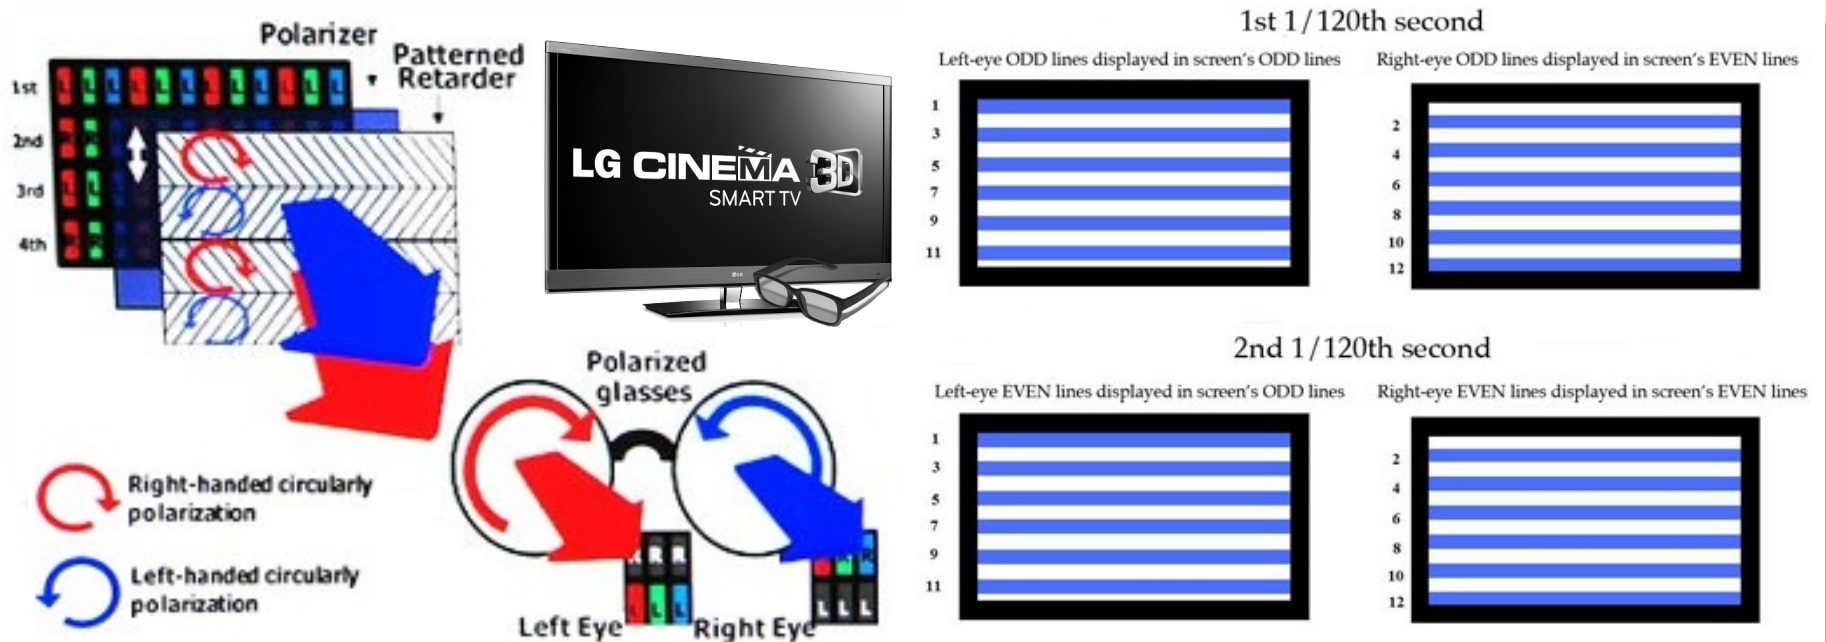 Polarizer
Patterned
Retarder
1st
L L L L L L L L L L L L
2nd
3rd
L L
4th
LG CINEMA 3D
SMART TV
LG
Polarized
glasses
Right-handed circularly
polarization
Left-handed circularly
polarization
R R
L L L
Left Eye
R
L L L
Right Eye
1st 1/120th second
Left-eye ODD lines displayed in screen's ODD lines
Right-eye ODD lines displayed in screen's EVEN lines
1
3
5
7
9
11
2
4
6
8
10
12
2nd 1/120th second
Left-eye EVEN lines displayed in screen's ODD lines
Right-eye EVEN lines displayed in screen's EVEN lines
1
3
5
7
9
11
2
4
6
8
10
12